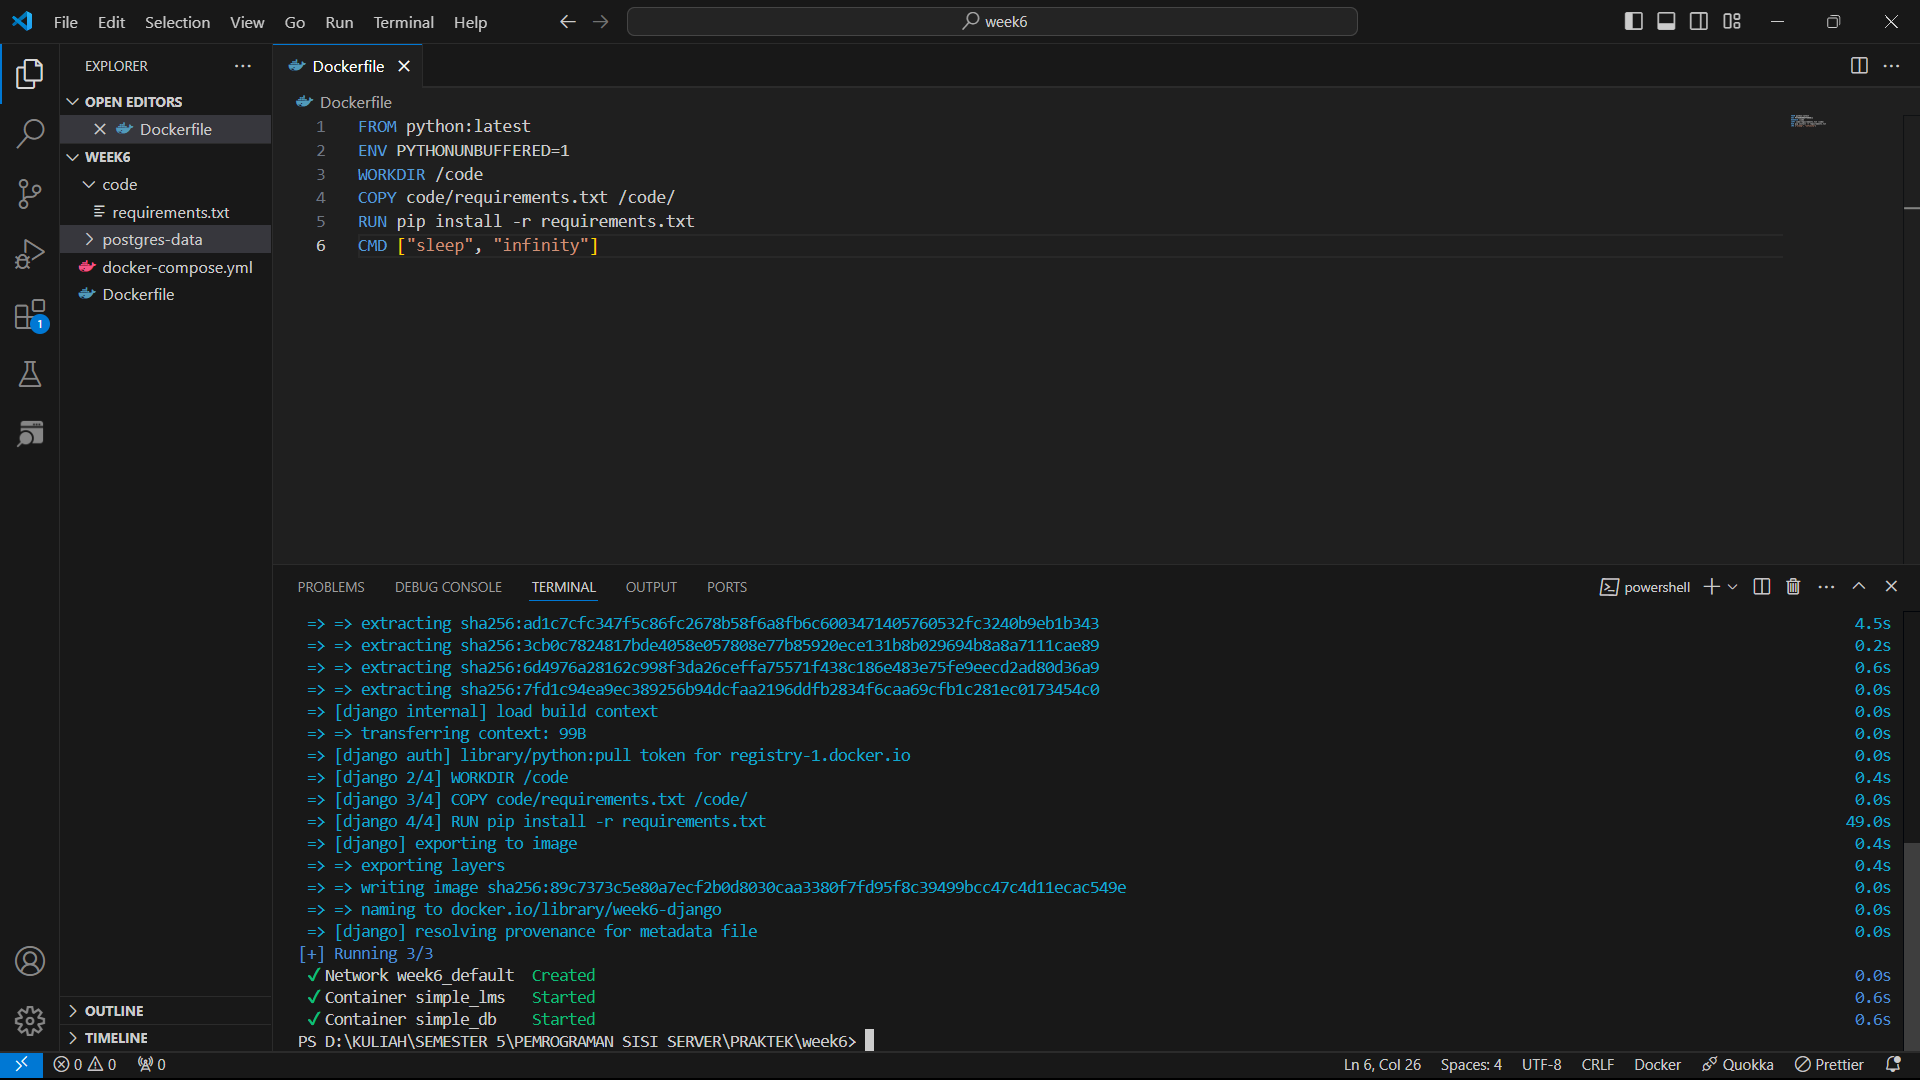 File Edit Selection View Go Run Terminal Help
week6
EXPLORER
OPEN EDITORS
Dockerfile
WEEK6
code
requirements.txt
postgres-data
docker-compose.yml
Dockerfile
1
OUTLINE
TIMELINE
Dockerfile
Dockerfile
1 FROM python:latest
2 ENV PYTHONUNBUFFERED=1
3 WORKDIR /code
4 COPY code/requirements.txt /code/
5 RUN pip install -r requirements.txt
6 CMD ["sleep", "infinity"]
PROBLEMS DEBUG CONSOLE TERMINAL OUTPUT PORTS
powershell
=> => extracting sha256:ad1c7cfc347f5c86fc2678b58f6a8fb6c6003471405760532fc3240b9eb1b343 4.5s
=> => extracting sha256:3cb0c7824817bde4058e057808e77b85920ece131b8b029694b8a8a7111cae89 0.2s
=> => extracting sha256:6d4976a28162c998f3da26ceffa75571f438c186e483e75fe9eecd2ad80d36a9 0.6s
=> => extracting sha256:7fd1c94ea9ec389256b94dcfaa2196ddfb2834f6caa69cfb1c281ec0173454c0 0.0s
=> [django internal] load build context 0.0s
=> => transferring context: 99B 0.0s
=> [django auth] library/python:pull token for registry-1.docker.io 0.0s
=> [django 2/4] WORKDIR /code 0.4s
=> [django 3/4] COPY code/requirements.txt /code/ 0.0s
=> [django 4/4] RUN pip install -r requirements.txt 49.0s
=> [django] exporting to image 0.4s
=> => exporting layers 0.4s
=> => writing image sha256:89c7373c5e80a7ecf2b0d8030caa3380f7fd95f8c39499bcc47c4d11ecac549e 0.0s
=> => naming to docker.io/library/week6-django 0.0s
=> [django] resolving provenance for metadata file 0.0s
[+] Running 3/3
✓ Network week6_default Created 0.0s
✓ Container simple_lms Started 0.6s
✓ Container simple_db Started 0.6s
PS D:\KULIAH\SEMESTER 5\PEMROGRAMAN SISI SERVER\PRAKTEK\week6>
0 0 0 Ln 6, Col 26 Spaces: 4 UTF-8 CRLF Docker Quokka Prettier